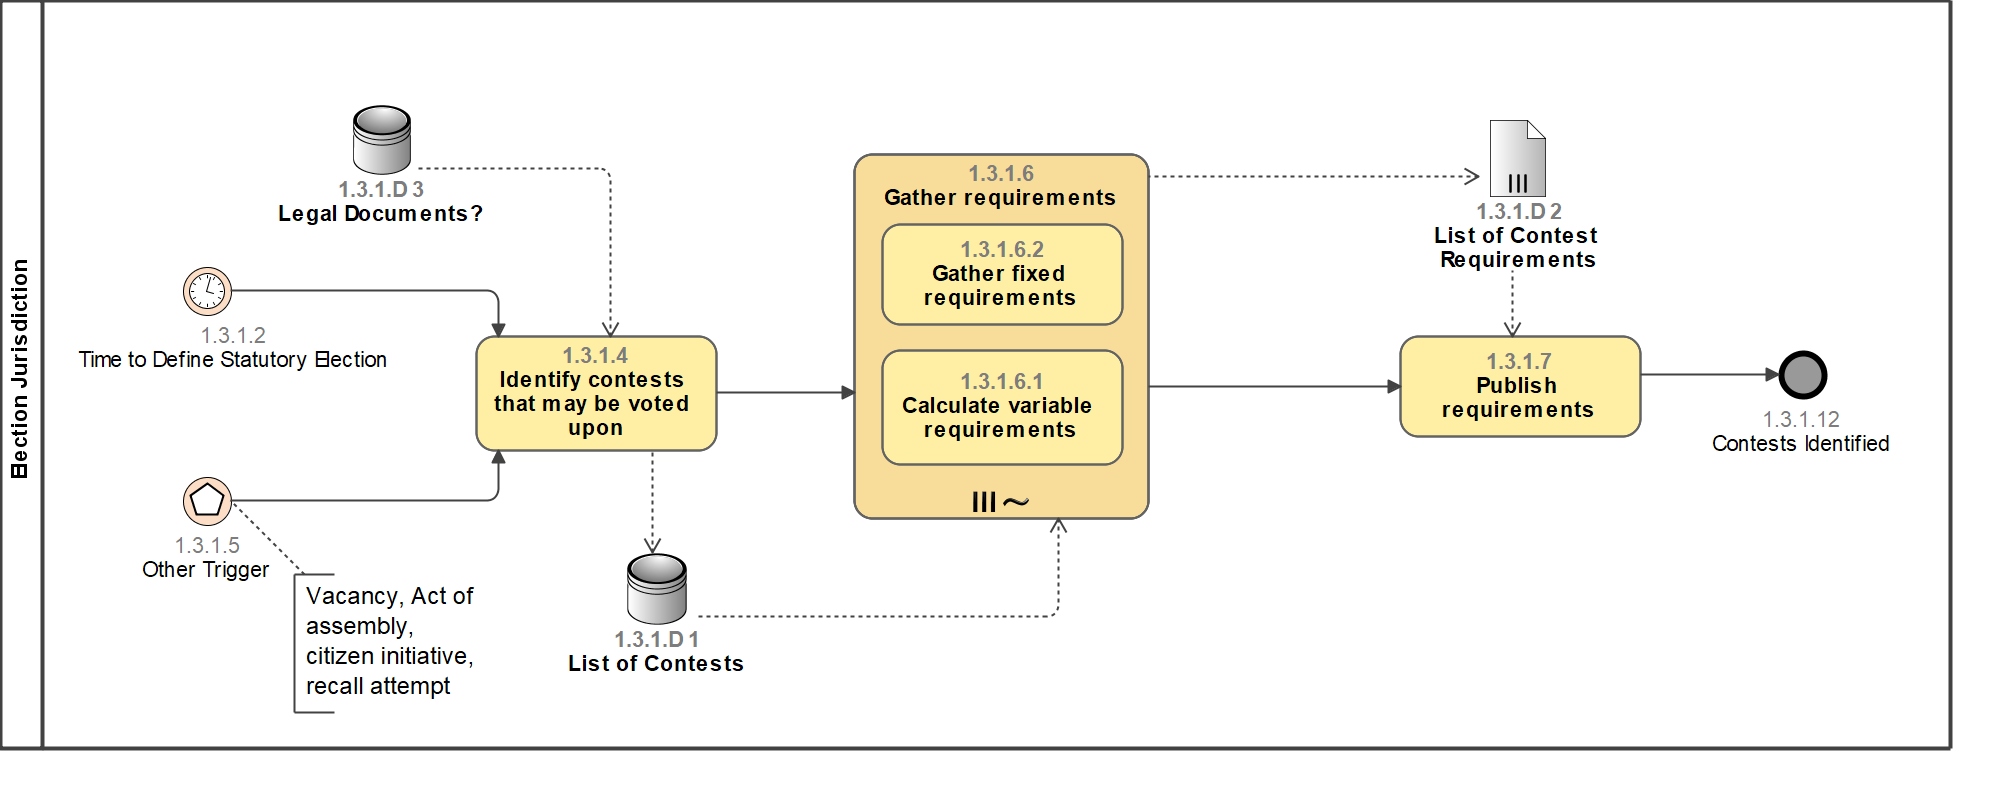 Election Jurisdiction
1.3.1.D3
Legal Documents?
1.3.1.2
Time to Define Statutory Election
1.3.1.5
Other Trigger
Vacancy, Act of
assembly,
citizen initiative,
recall attempt
1.3.1.4
Identify contests
that may be voted
upon
1.3.1.D1
List of Contests
1.3.1.6
Gather requirements
1.3.1.6.2
Gather fixed
requirements
1.3.1.6.1
Calculate variable
requirements
1.3.1.D2
List of Contest
Requirements
1.3.1.7
Publish
requirements
1.3.1.12
Contests Identified